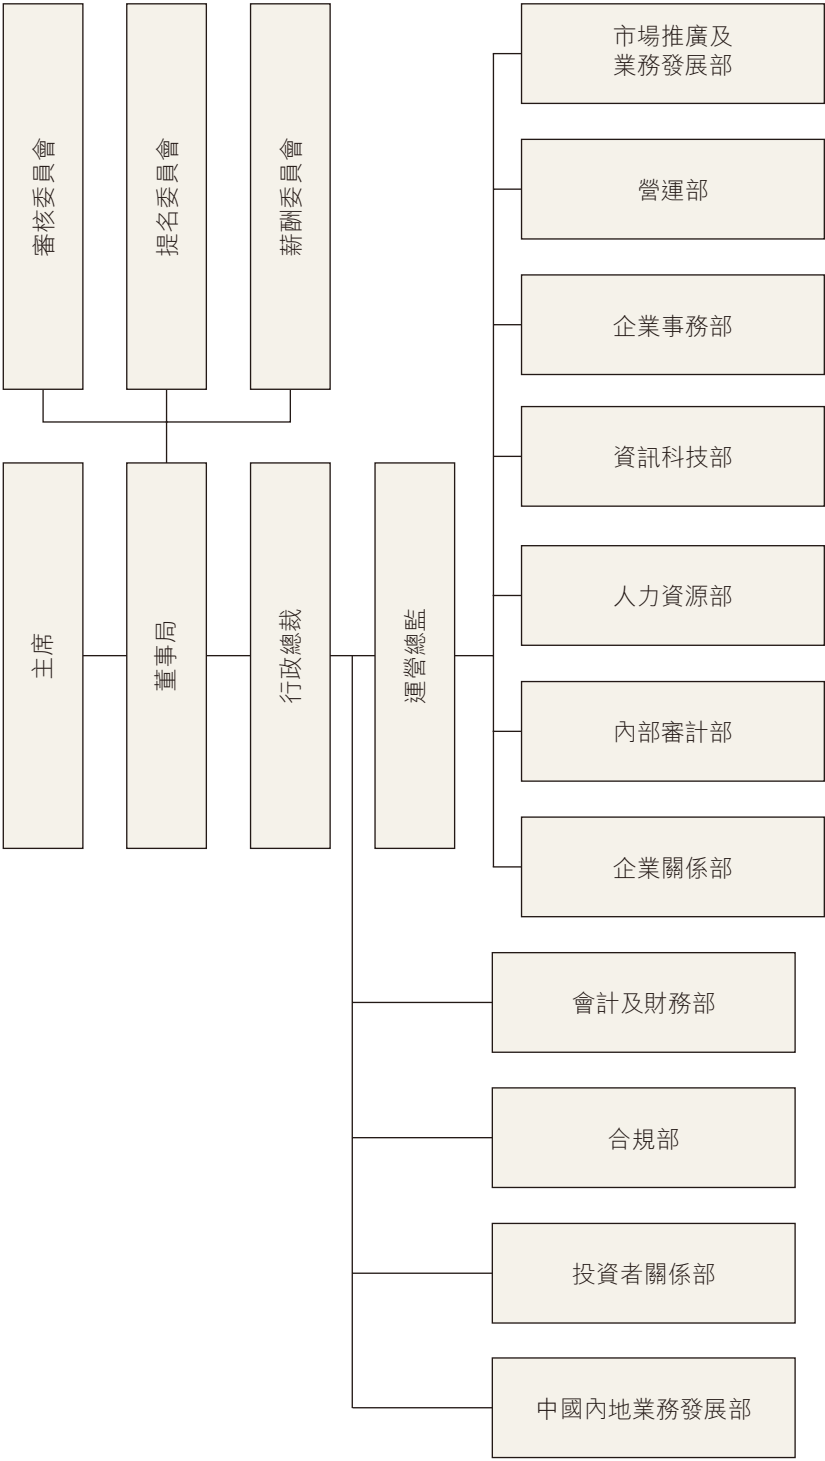 審核委員會
提名委員會
薪酬委員會
主席
董事局
行政總裁
運營總監
市場推廣及
業務發展部
營運部
企業事務部
資訊科技部
人力資源部
內部審計部
企業關係部
會計及財務部
合規部
投資者關係部
中國內地業務發展部